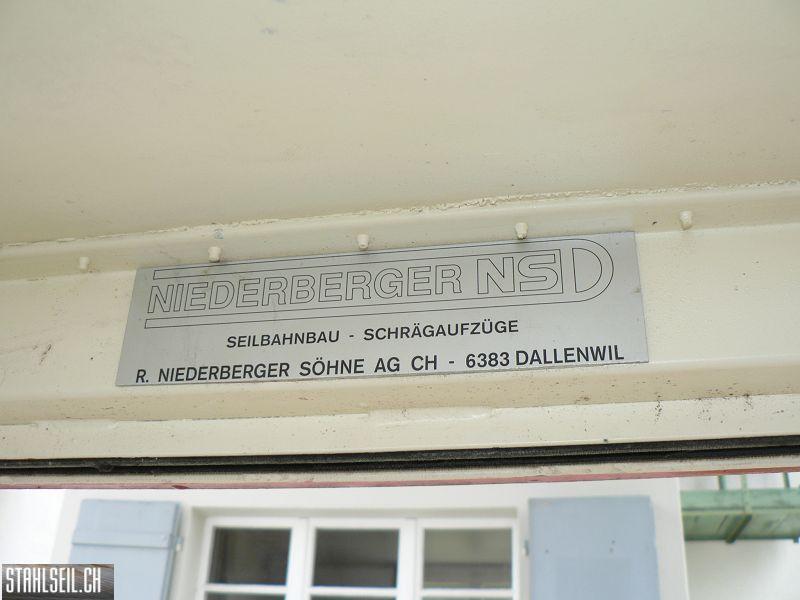 NIEDERBERGER NSD
SEILBAHNBAU - SCHRÄGAUFZÜGE
R. NIEDERBERGER SÖHNE AG CH - 6383 DALLENWIL
STAHLSEIL.CH